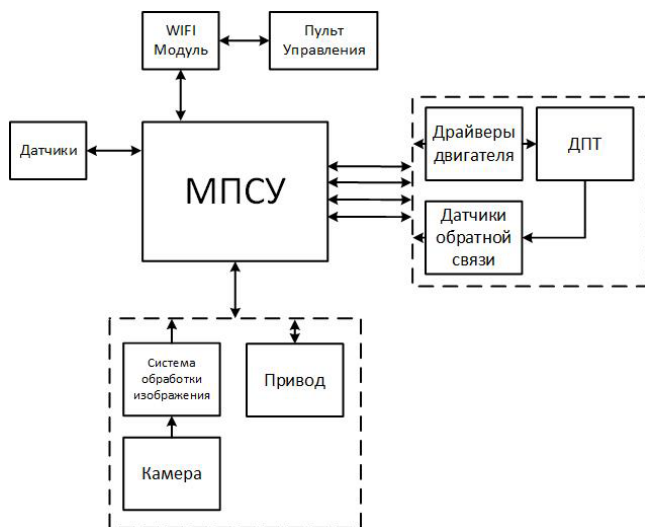 WIFI
Модуль
Пульт
Управления
Датчики
МПСУ
Драйверы
двигателя
ДПТ
Датчики
обратной
связи
Система
обработки
изображения
Привод
Камера